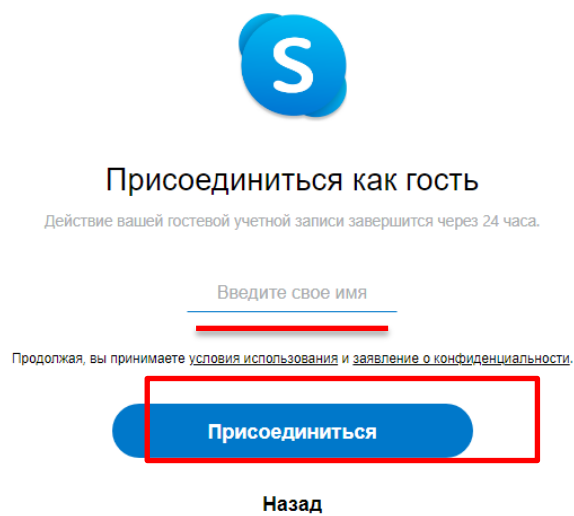 S
Присоединиться как гость
Действие вашей гостевой учетной записи завершится через 24 часа.
Введите свое имя
Продолжая, вы принимаете условия использования и заявление о конфиденциальности.
Присоединиться
Назад